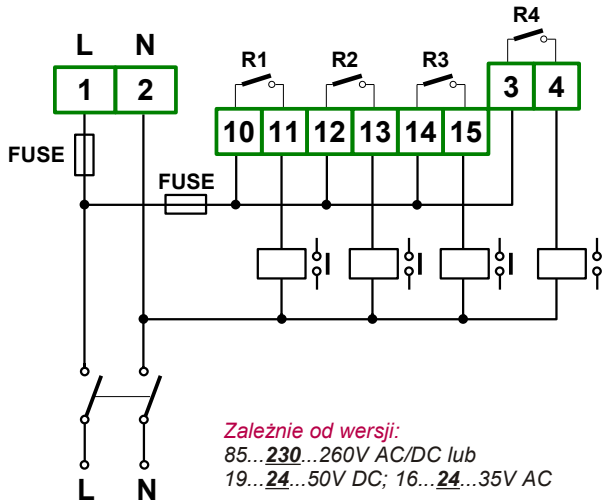 R4
L N
R1 R2 R3
1 2
3 4
10 11 12 13 14 15
FUSE
FUSE
Zależnie od wersji:
85...230...260V AC/DC lub
19...24...50V DC; 16...24...35V AC
L N